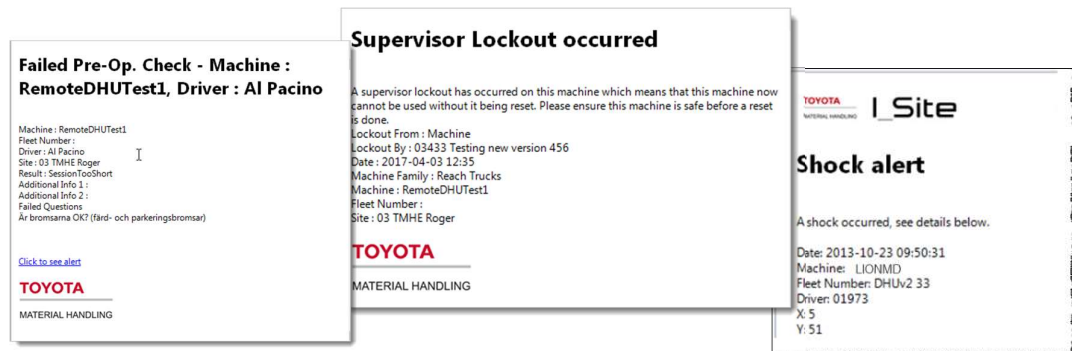 Failed Pre-Op. Check - Machine :
RemoteDHUTest1, Driver : Al Pacino
Machine : RemoteDHUTest1
Fleet Number :
Driver : Al Pacino
Site : 03 TMHE Roger
Result : SessionTooShort
Additional Info 1 :
Additional Info 2 :
Failed Questions
Är bromsarna OK? (färd- och parkeringsbromsar)
Click to see alert
TOYOTA
MATERIAL HANDLING
Supervisor Lockout occurred
A supervisor lockout has occurred on this machine which means that this machine now
cannot be used without it being reset. Please ensure this machine is safe before a reset
is done.
Lockout From : Machine
Lockout By : 03433 Testing new version 456
Date : 2017-04-03 12:35
Machine Family : Reach Trucks
Machine : RemoteDHUTest1
Fleet Number :
Site : 03 TMHE Roger
TOYOTA
MATERIAL HANDLING
TOYOTA
MATERIAL HANDLING
I_Site
Shock alert
A shock occurred, see details below.
Date: 2013-10-23 09:50:31
Machine: LIONMD
Fleet Number: DHUv2 33
Driver: 01973
X: 5
Y: 51